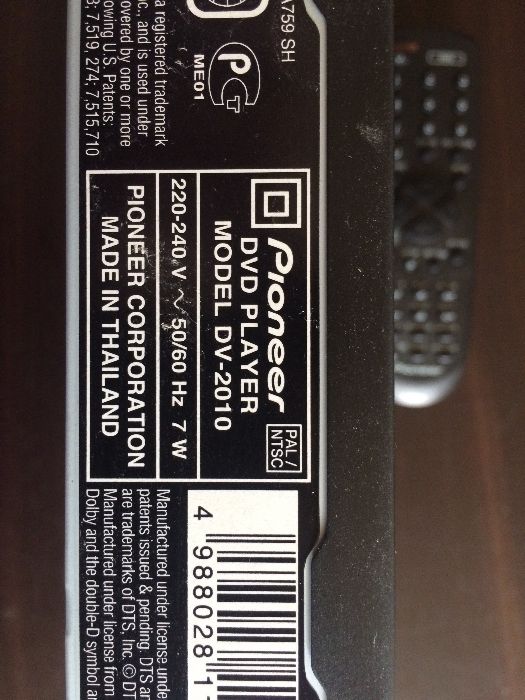 A759 SH
ME01
a registered trademark
c., and is used under
overed by one or more
owing U.S. Patents:
; 7,519, 274; 7,515,710
Pioneer
PAL/
NTSC
DVD PLAYER
MODEL DV-2010
220-240 V ~ 50/60 Hz 7 W
PIONEER CORPORATION
MADE IN THAILAND
4 988028 1
Manufactured under license unde
patents issued & pending. DTS ar
are trademarks of DTS, Inc. © DT
Manufactured under license from
Dolby and the double-D symbol a